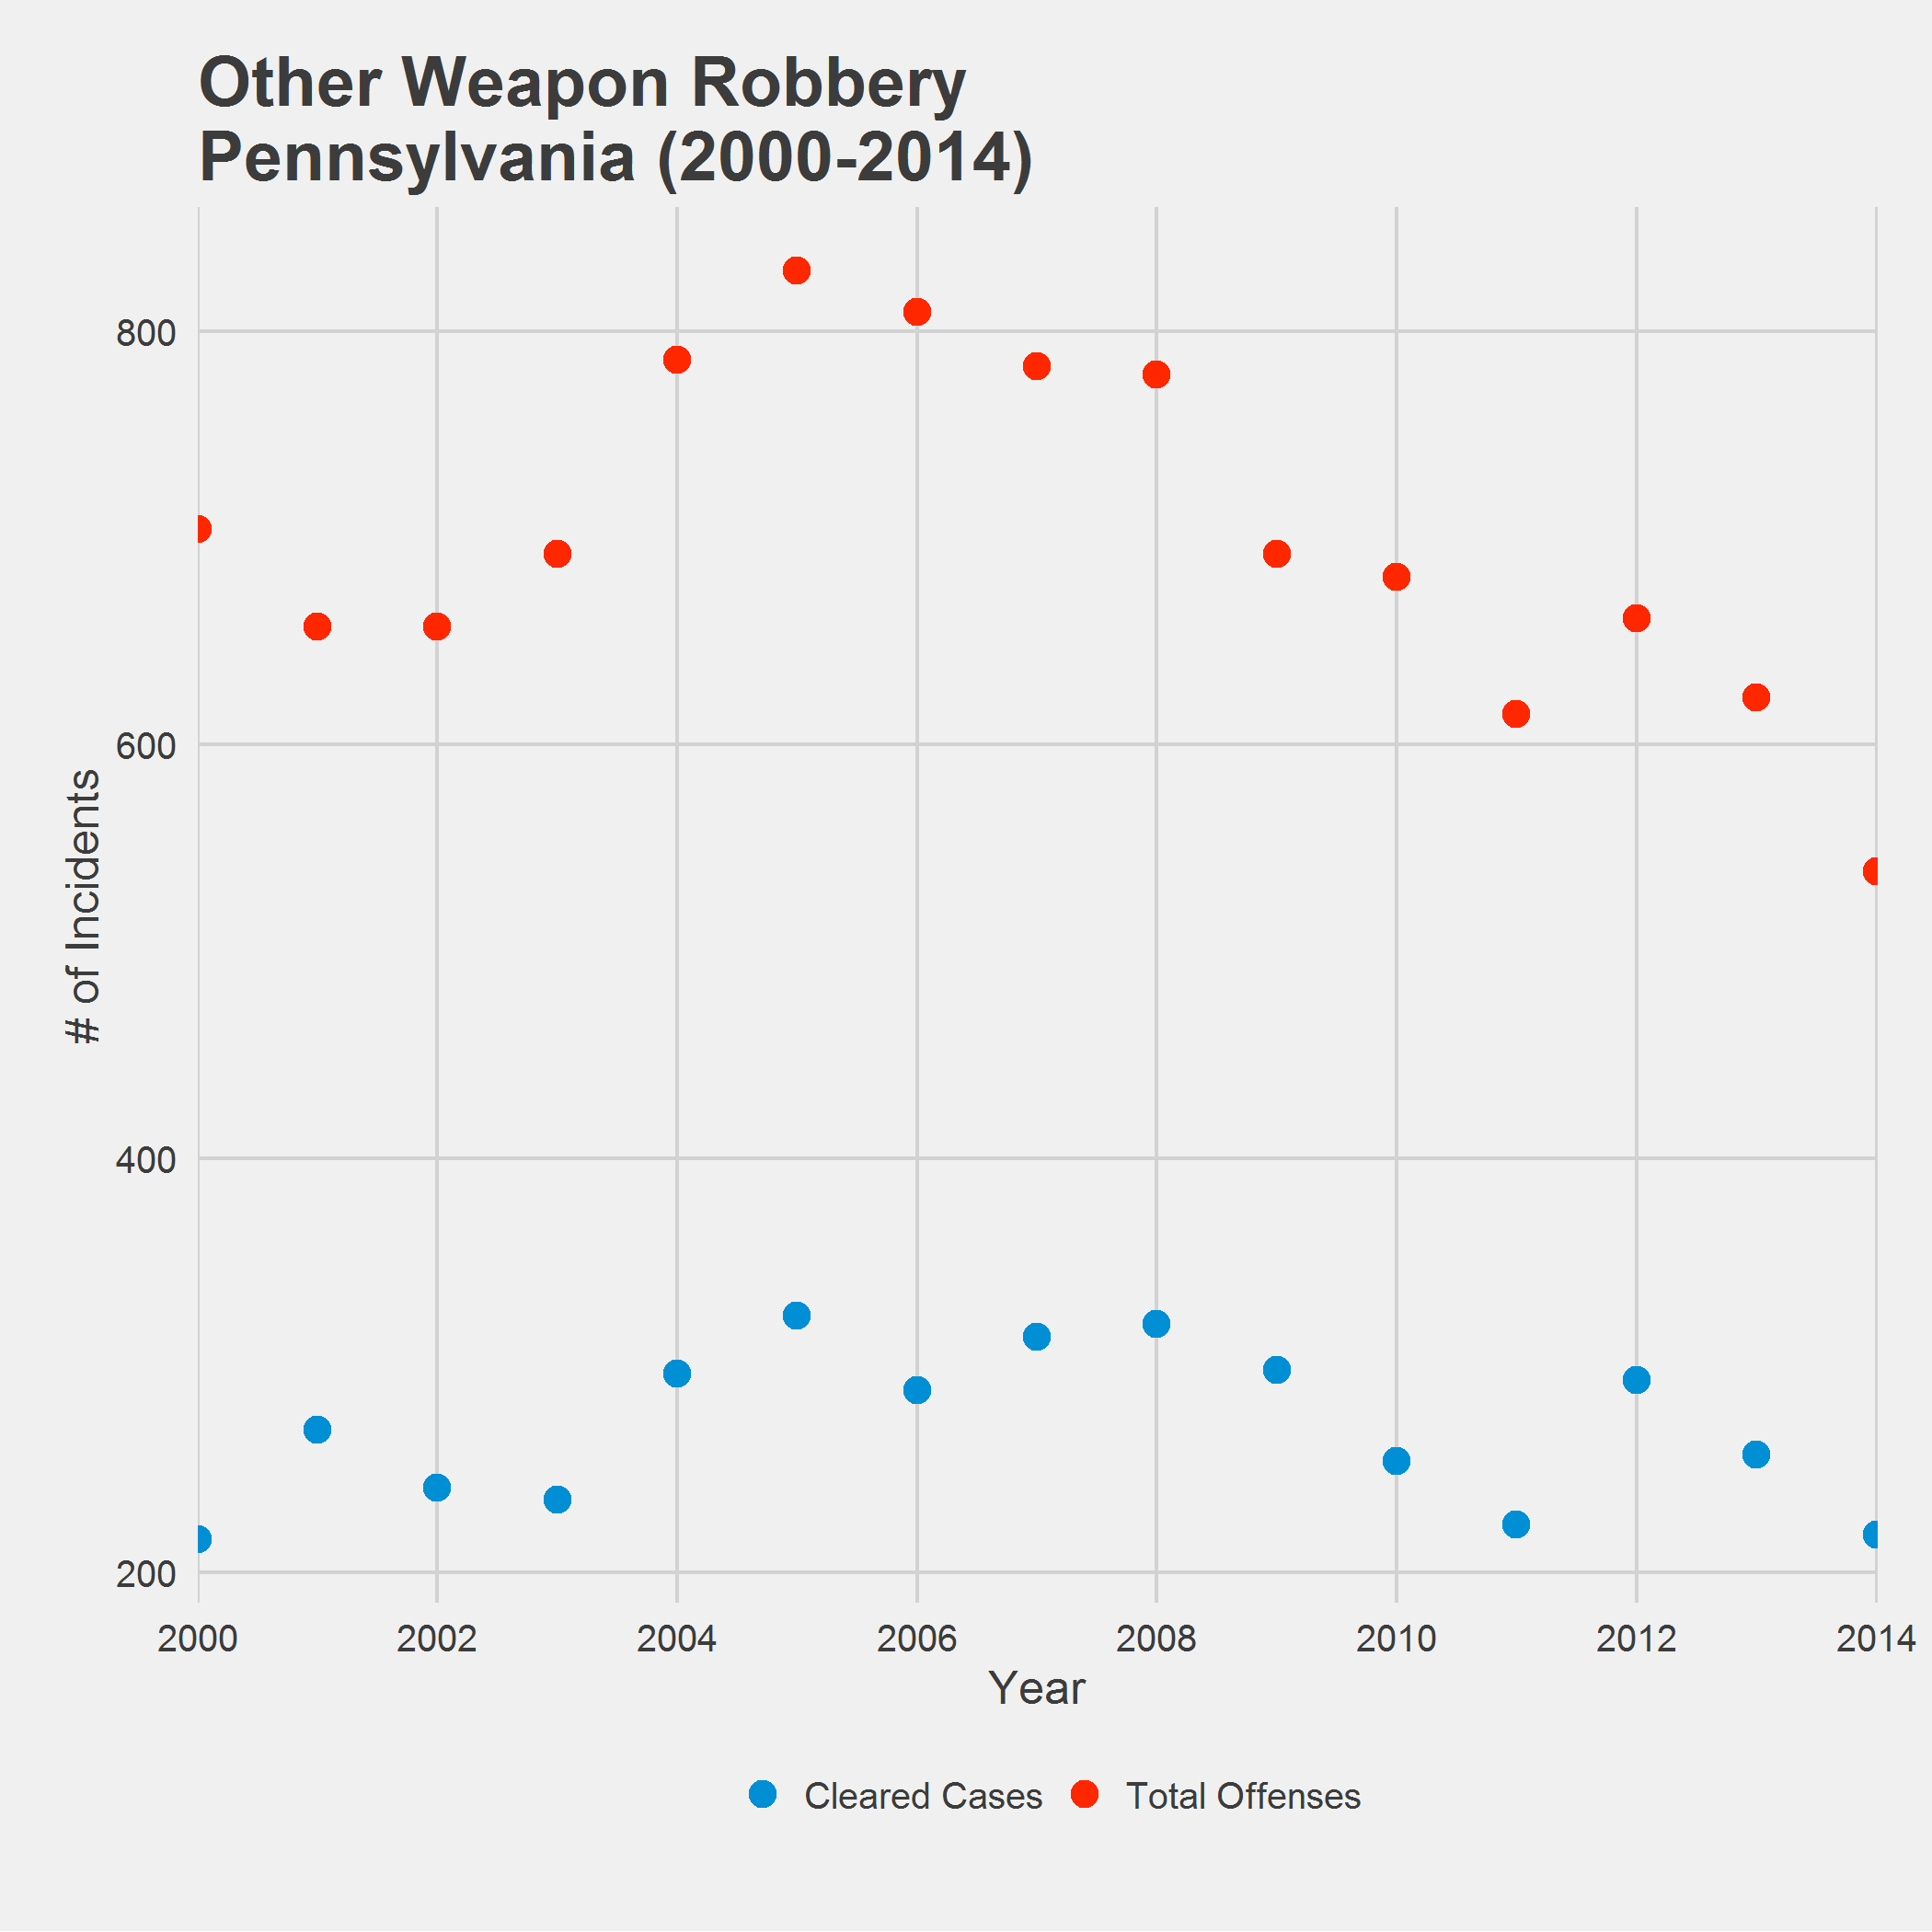 Other Weapon Robbery
Pennsylvania (2000-2014)
800
600
400
200
# of Incidents
2000 2002 2004 2006 2008 2010 2012 2014
Year
Cleared Cases Total Offenses